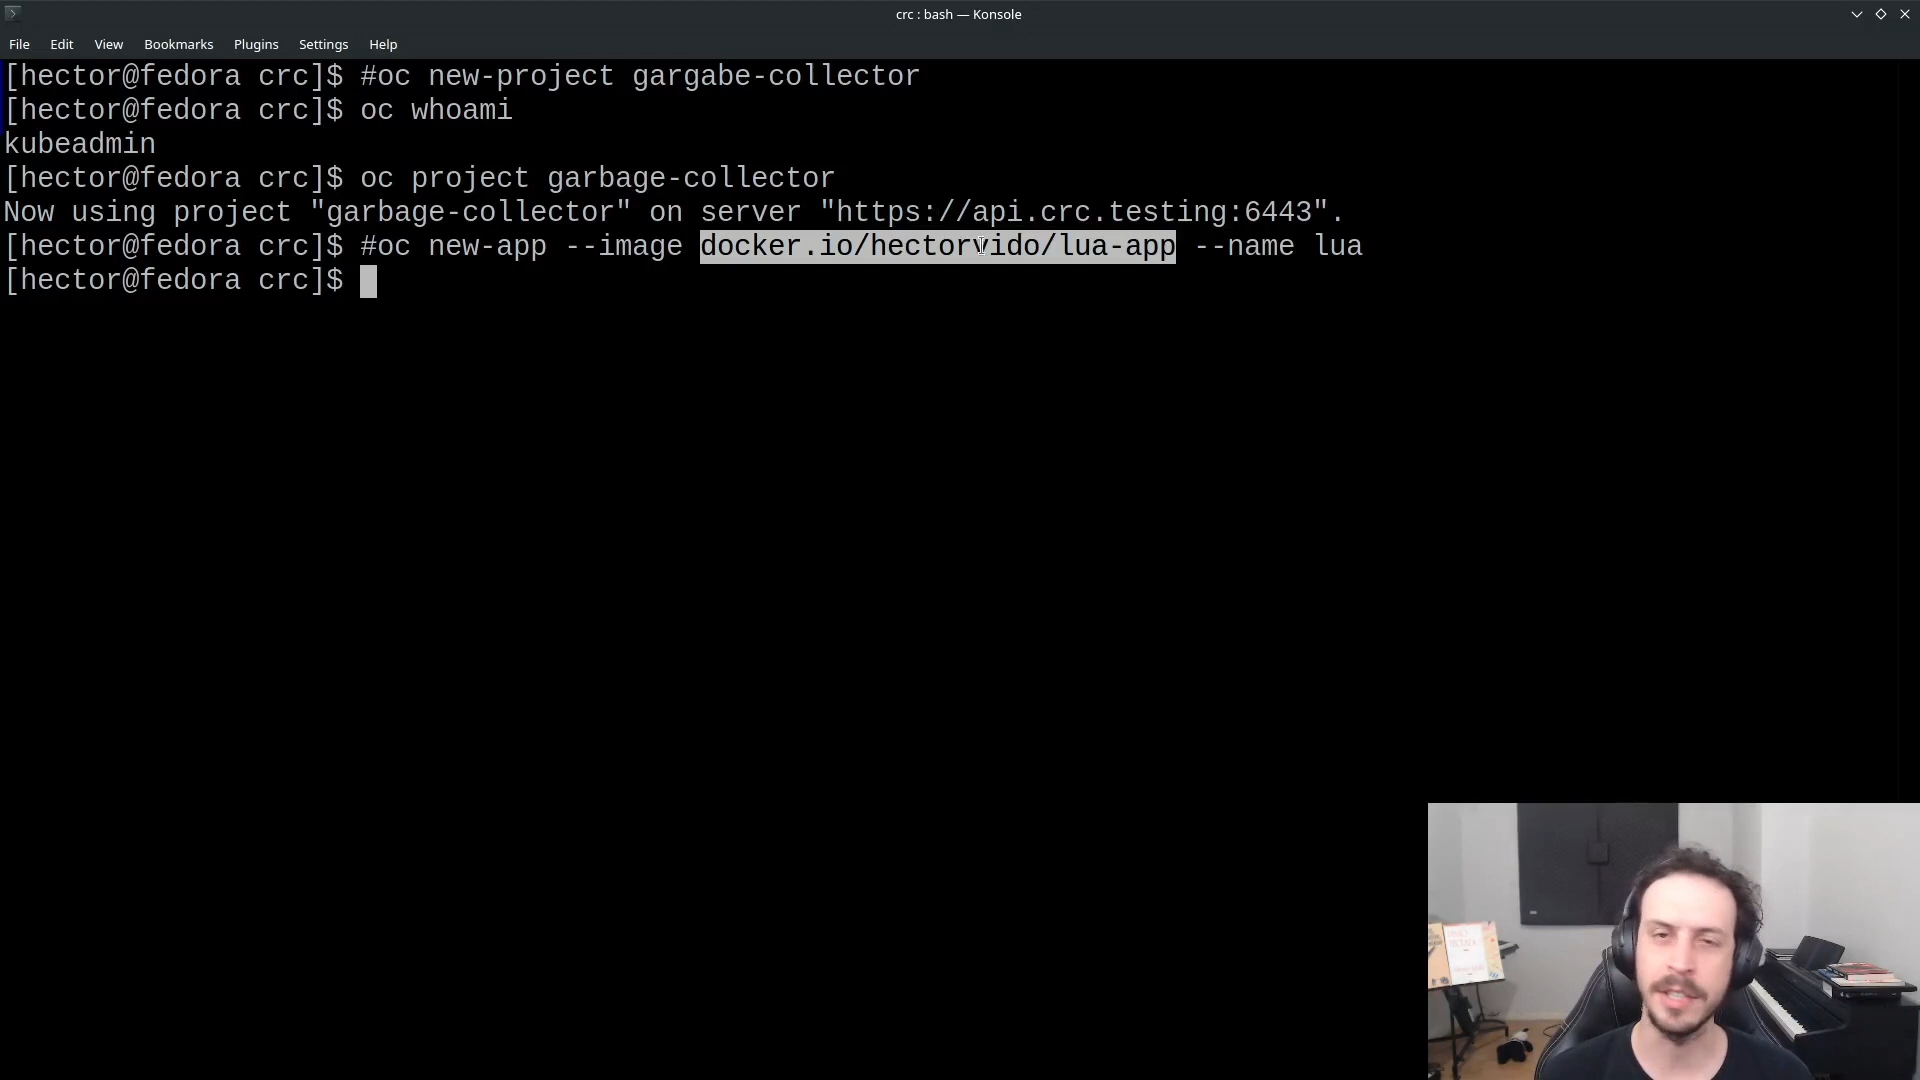 crc : bash — Konsole
File Edit View Bookmarks Plugins Settings Help
[hector@fedora crc]$ #oc new-project gargabe-collector
[hector@fedora crc]$ oc whoami
kubeadmin
[hector@fedora crc]$ oc project garbage-collector
Now using project "garbage-collector" on server "https://api.crc.testing:6443".
[hector@fedora crc]$ #oc new-app --image docker.io/hectorvido/lua-app --name lua
[hector@fedora crc]$